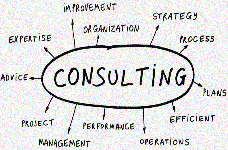 IMPROVEMENT
STRATEGY
ORGANIZATION
EXPERTISE
PROCESS
ADVICE
CONSULTING
PLANS
PROJECT
EFFICIENT
PERFORMANCE
MANAGEMENT
OPERATIONS